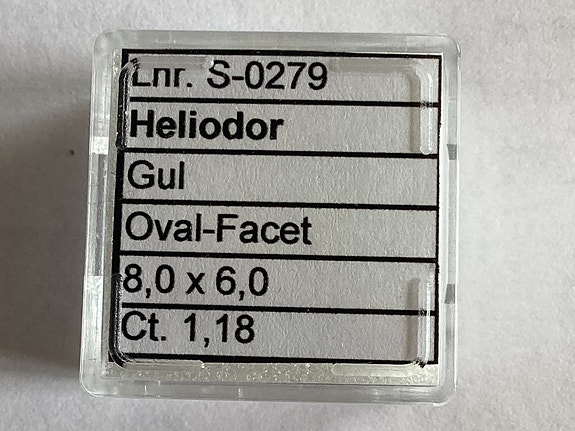 Lnr. S-0279
Heliodor
Gul
Oval-Facet
8,0 x 6,0
Ct. 1,18